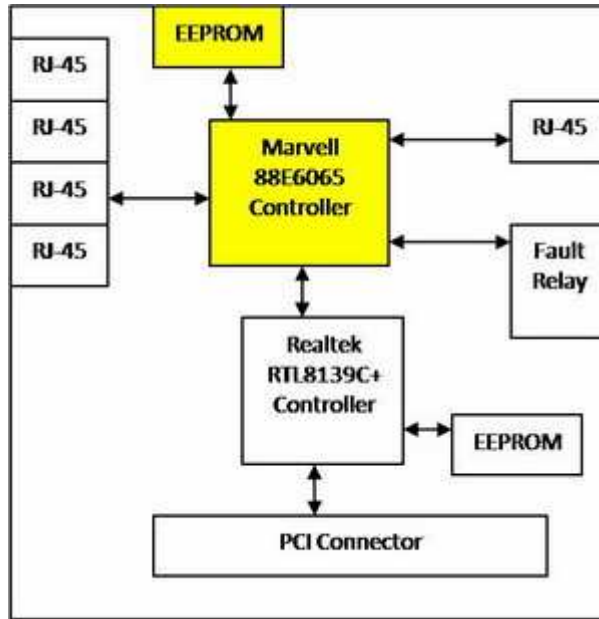 EEPROM
RJ-45
RJ-45
RJ-45
RJ-45
Marvell
88E6065
Controller
RJ-45
Fault
Relay
Realtek
RTL8139C+
Controller
EEPROM
PCI Connector